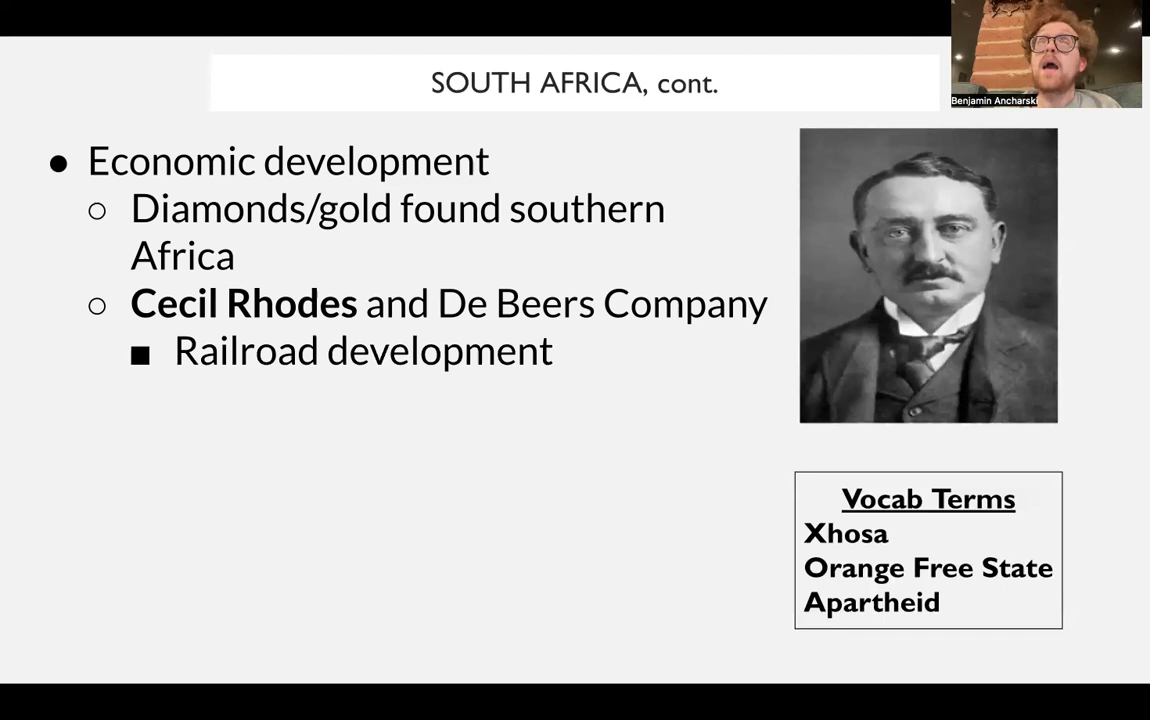 SOUTH AFRICA, cont.
Benjamin Ancharski
● Economic development
○ Diamonds/gold found southern
Africa
○ Cecil Rhodes and De Beers Company
■ Railroad development
Vocab Terms
Xhosa
Orange Free State
Apartheid